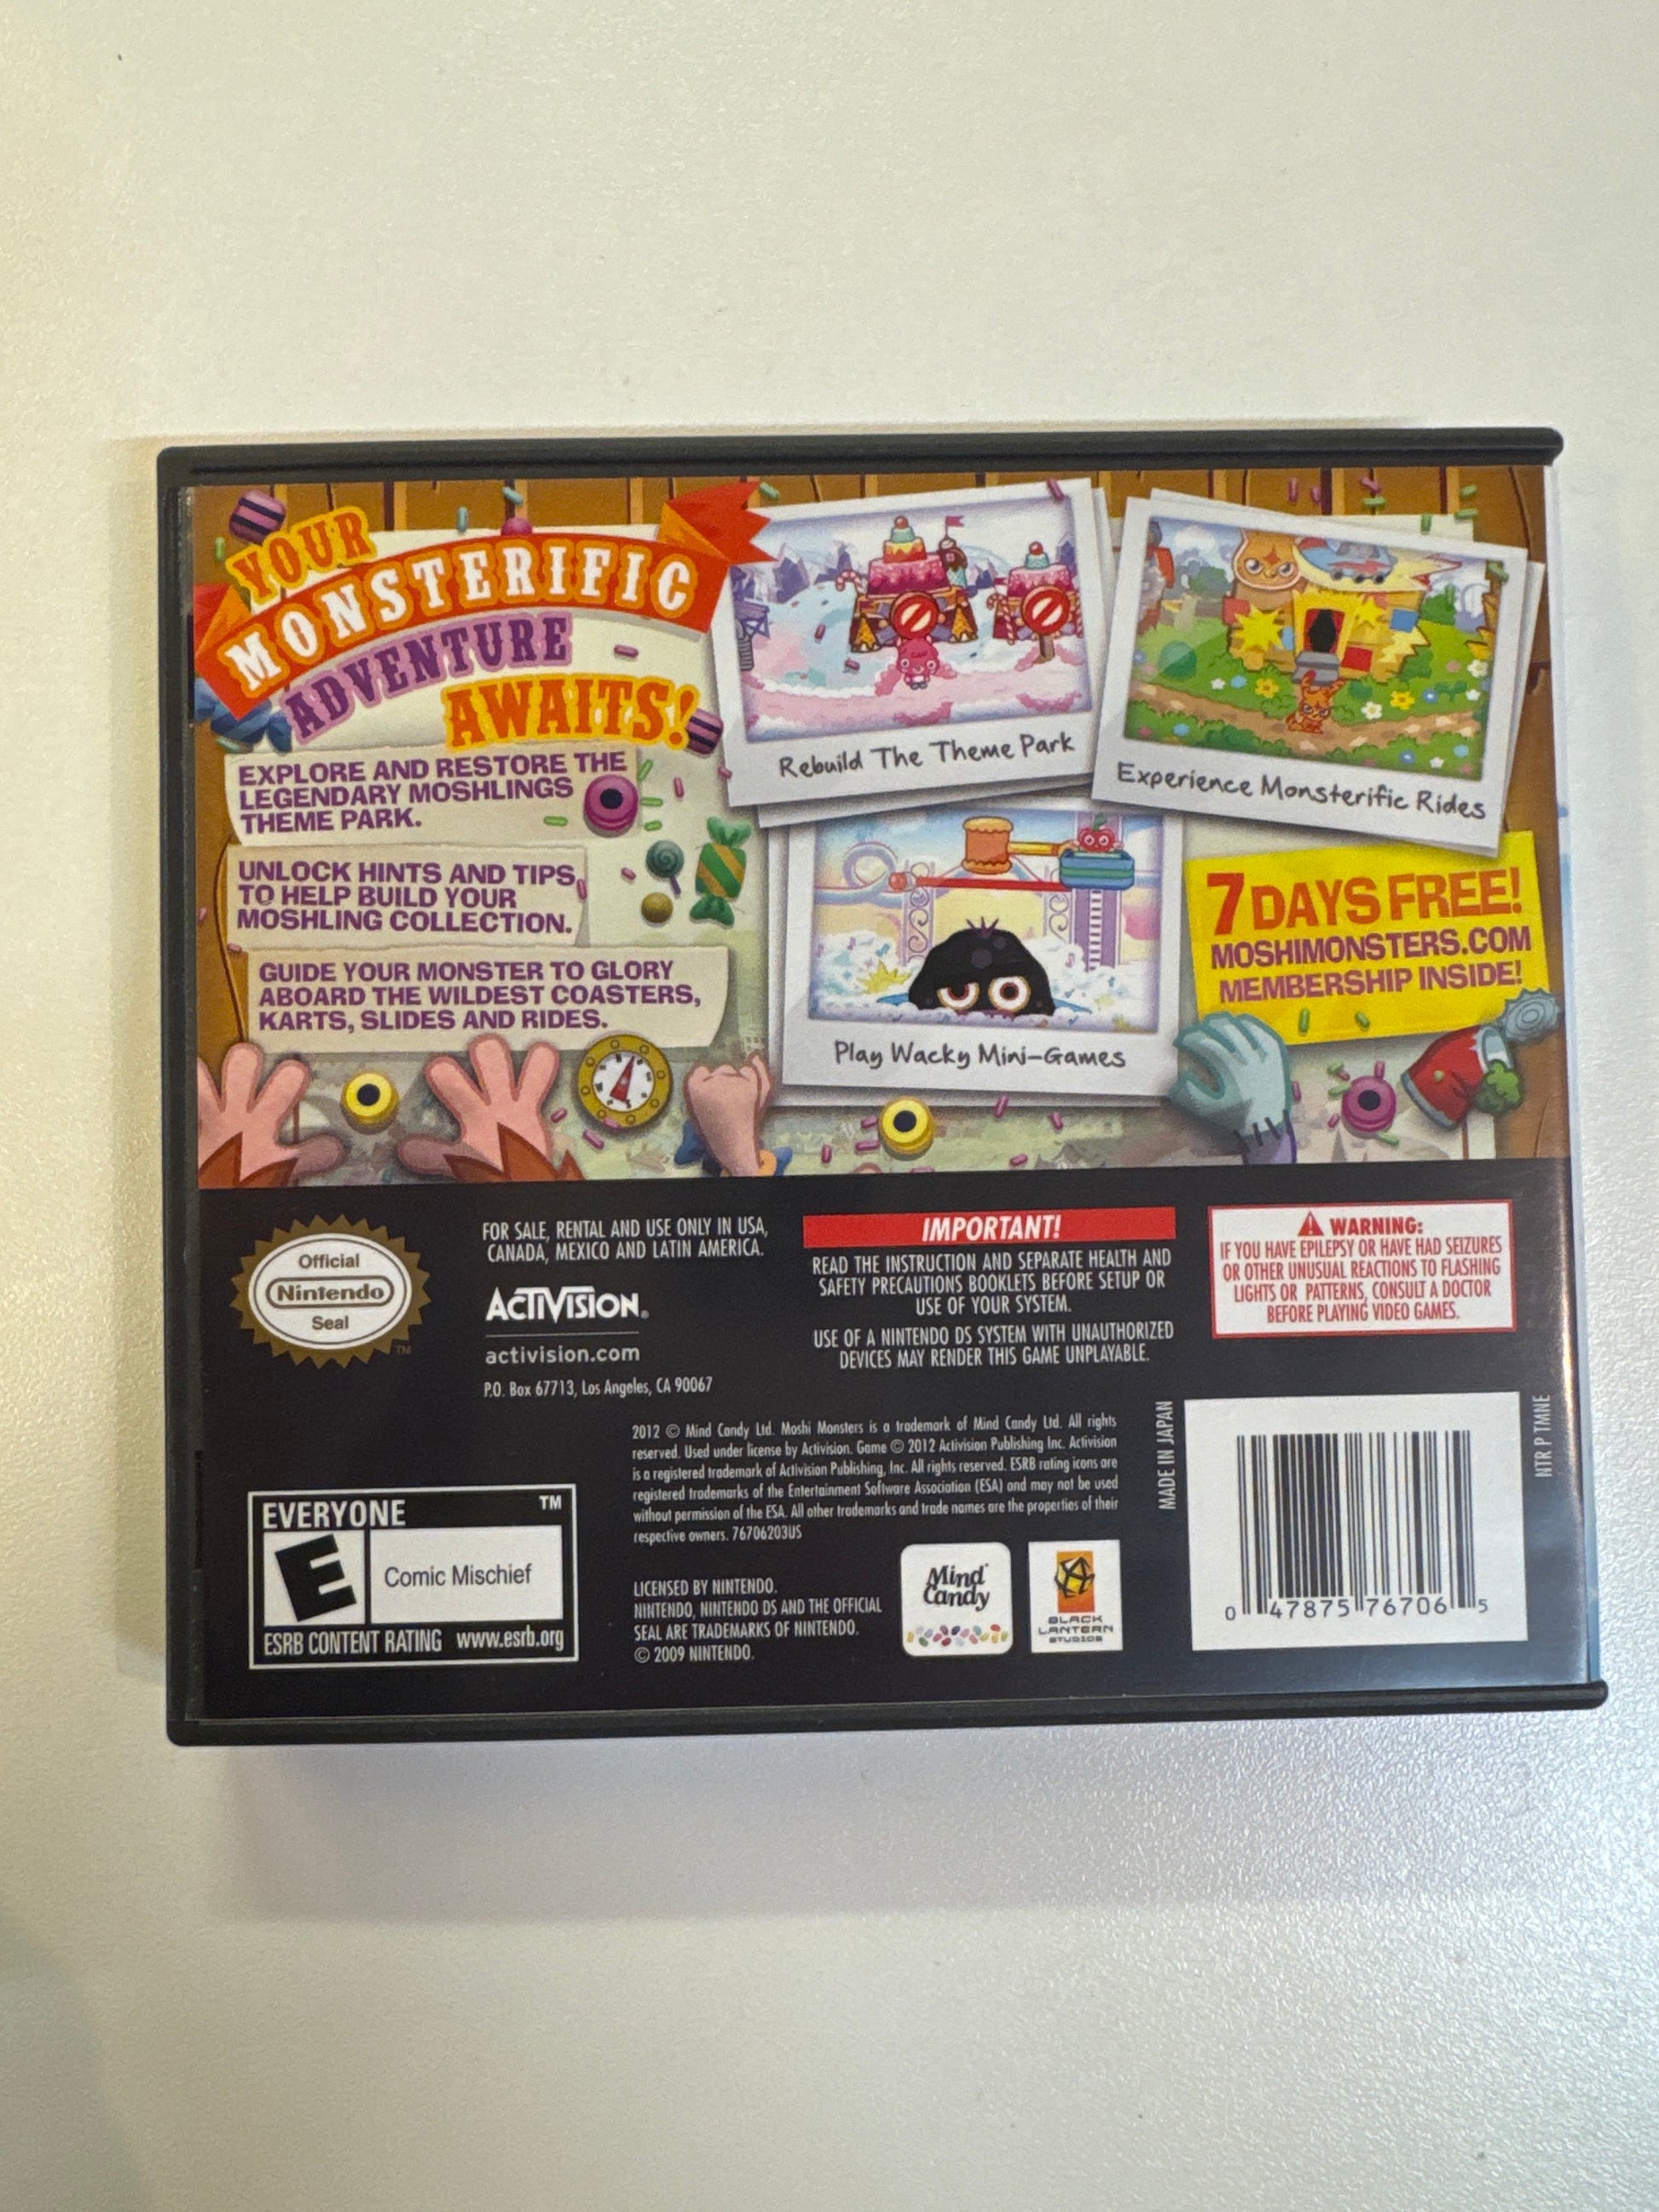 YOUR
MONSTERIFIC
ADVENTURE
AWAITS!
EXPLORE AND RESTORE THE
LEGENDARY MOSHLINGS
THEME PARK.
UNLOCK HINTS AND TIPS
TO HELP BUILD YOUR
MOSHLING COLLECTION.
GUIDE YOUR MONSTER TO GLORY
ABOARD THE WILDEST COASTERS,
KARTS, SLIDES AND RIDES.
Rebuild The Theme Park
Experience Monsterific Rides
Play Wacky Mini-Games
7 DAYS FREE!
MOSHIMONSTERS.COM
MEMBERSHIP INSIDE!
Official
Nintendo
Seal
TM
FOR SALE, RENTAL AND USE ONLY IN USA,
CANADA, MEXICO AND LATIN AMERICA.
ACTIVISION®
activision.com
P.O. Box 67713, Los Angeles, CA 90067
IMPORTANT!
READ THE INSTRUCTION AND SEPARATE HEALTH AND
SAFETY PRECAUTIONS BOOKLETS BEFORE SETUP OR
USE OF YOUR SYSTEM.
USE OF A NINTENDO DS SYSTEM WITH UNAUTHORIZED
DEVICES MAY RENDER THIS GAME UNPLAYABLE.
WARNING:
IF YOU HAVE EPILEPSY OR HAVE HAD SEIZURES
OR OTHER UNUSUAL REACTIONS TO FLASHING
LIGHTS OR PATTERNS, CONSULT A DOCTOR
BEFORE PLAYING VIDEO GAMES.
2012 © Mind Candy Ltd. Moshi Monsters is a trademark of Mind Candy Ltd. All rights
reserved. Used under license by Activision. Game © 2012 Activision Publishing Inc. Activision
is a registered trademark of Activision Publishing, Inc. All rights reserved. ESRB rating icons are
registered trademarks of the Entertainment Software Association (ESA) and may not be used
without permission of the ESA. All other trademarks and trade names are the properties of their
respective owners. 76706203US
EVERYONE TM
E
Comic Mischief
ESRB CONTENT RATING www.esrb.org
LICENSED BY NINTENDO.
NINTENDO, NINTENDO DS AND THE OFFICIAL
SEAL ARE TRADEMARKS OF NINTENDO.
© 2009 NINTENDO.
Mind
Candy
BLACK
LANTERN
STUDIOS
MADE IN JAPAN
0 47875 76706 5
NTR P TMNE